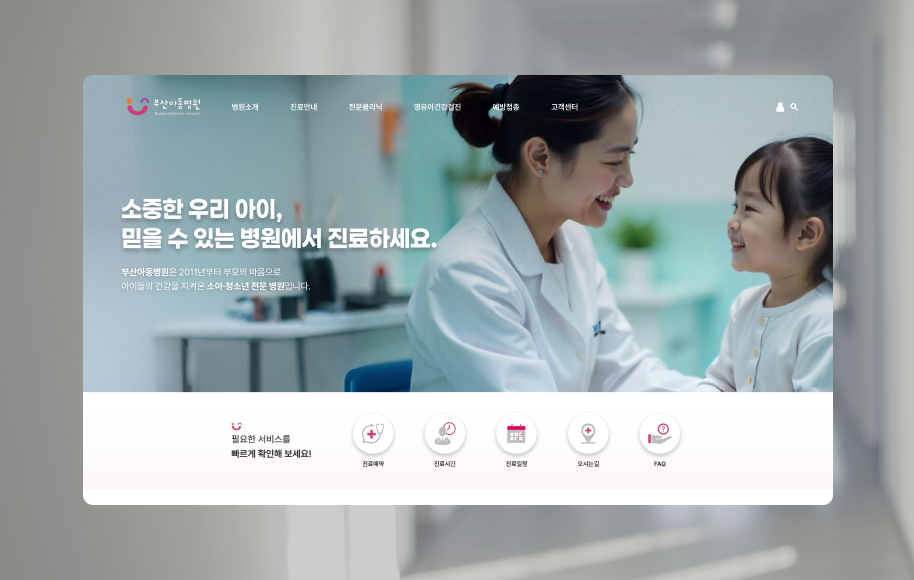 부산아동병원
Busan Children's Hospital
병원소개
진료안내
전문클리닉
영유아건강검진
예방접종
고객센터
소중한 우리 아이,
믿을 수 있는 병원에서 진료하세요.
부산아동병원은 2011년부터 부모의 마음으로
아이들의 건강을 지켜온 소아·청소년 전문 병원입니다.
필요한 서비스를
빠르게 확인해 보세요!
진료예약
진료시간
진료일정
오시는길
FAQ